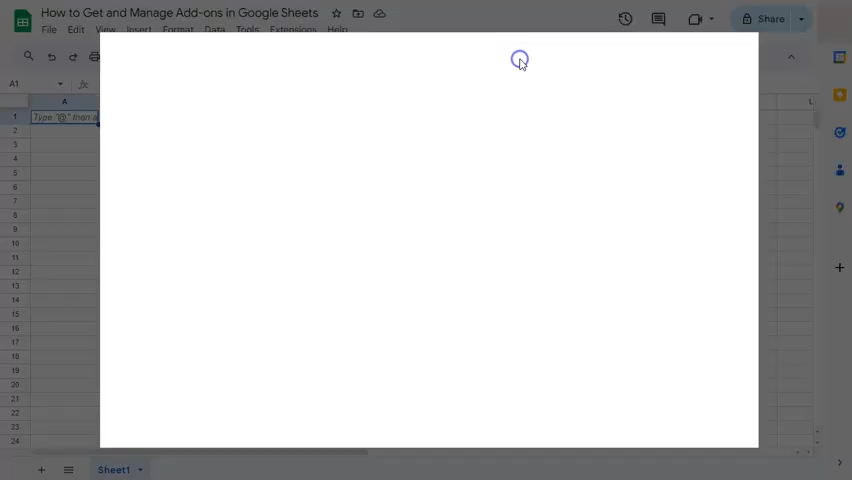 How to Get and Manage Add-ons in Google Sheets
File Edit View Insert Format Data Tools Extensions Help
Share
A1
fx
A
L
1 Type "@" then a
2
3
4
5
6
7
8
9
10
11
12
13
14
15
16
17
18
19
20
21
22
23
24
Sheet1